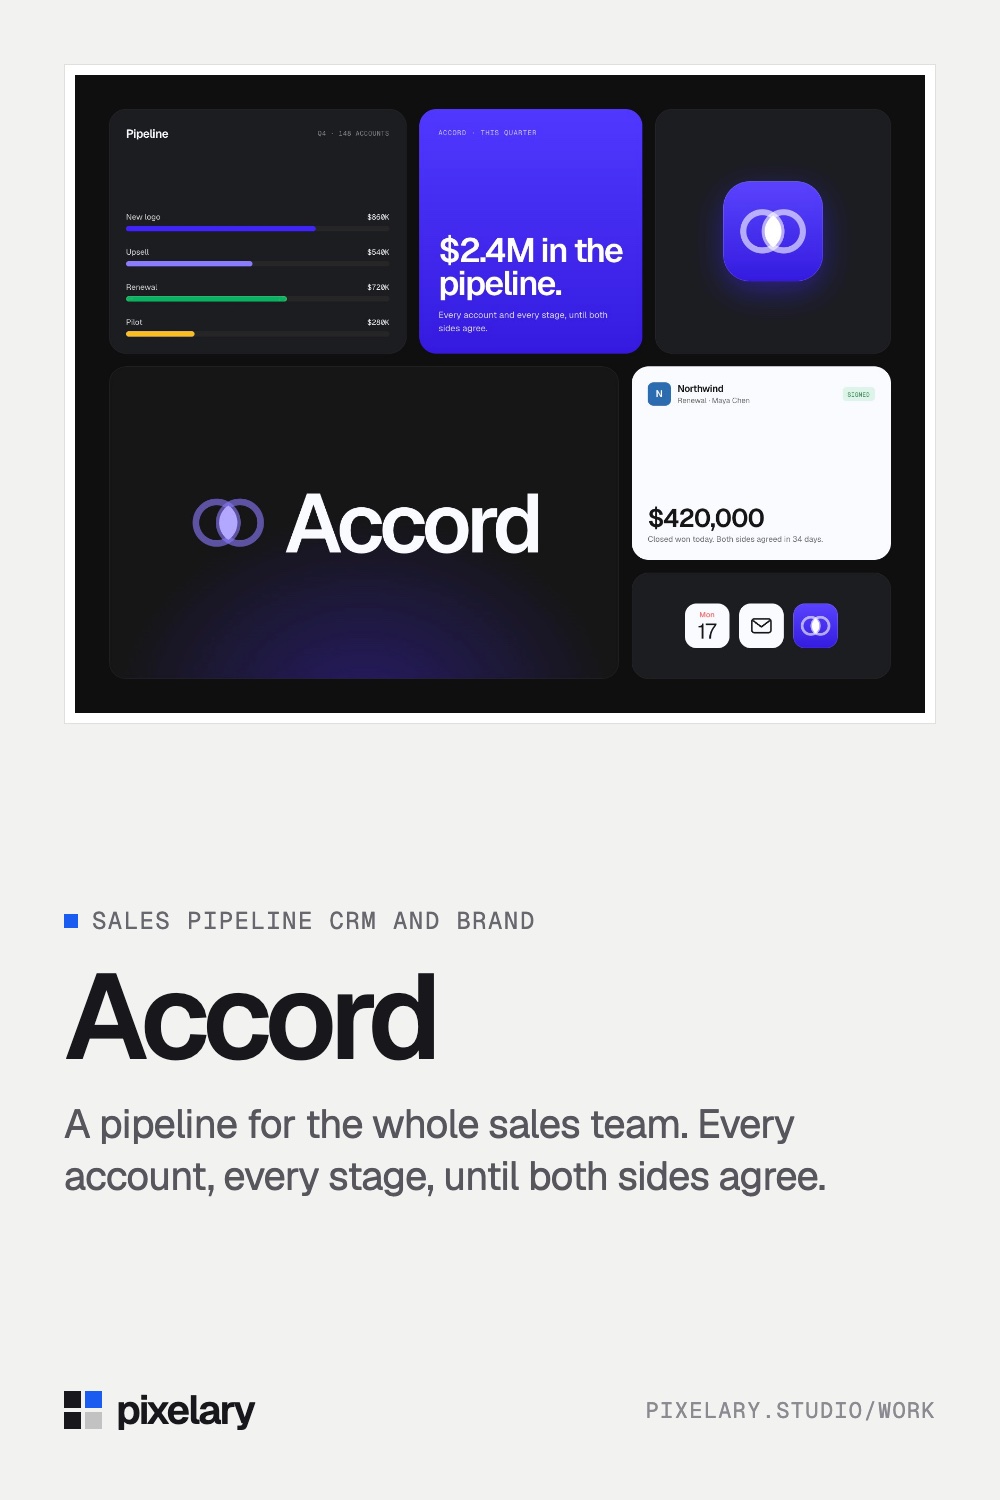 Pipeline
Q4 · 148 ACCOUNTS
New logo
$860K
Upsell
$540K
Renewal
$720K
Pilot
$280K
ACCORD · THIS QUARTER
$2.4M in the
pipeline.
Every account and every stage, until both
sides agree.
Accord
N
Northwind
Renewal · Maya Chen
SIGNED
$420,000
Closed won today. Both sides agreed in 34 days.
Mon
17
SALES PIPELINE CRM AND BRAND
Accord
A pipeline for the whole sales team. Every
account, every stage, until both sides agree.
pixelary
PIXELARY.STUDIO/WORK